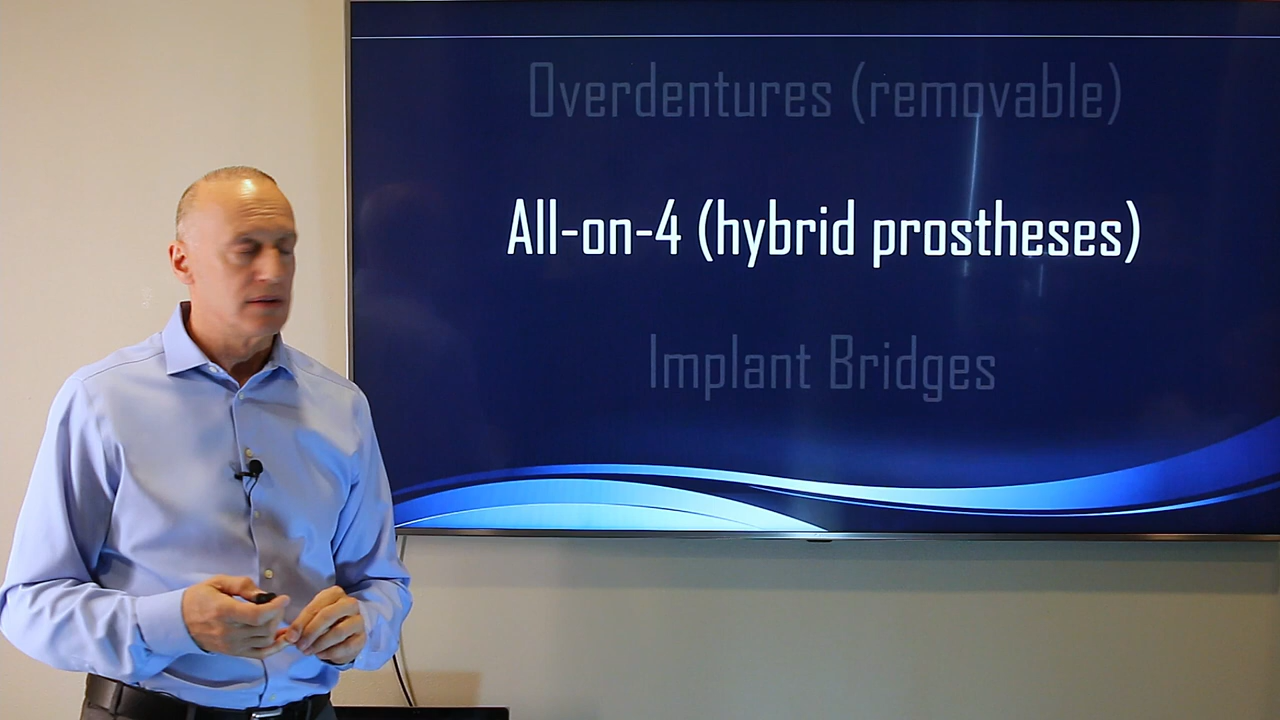 Overdentures (removable)
All-on-4 (hybrid prostheses)
Implant Bridges